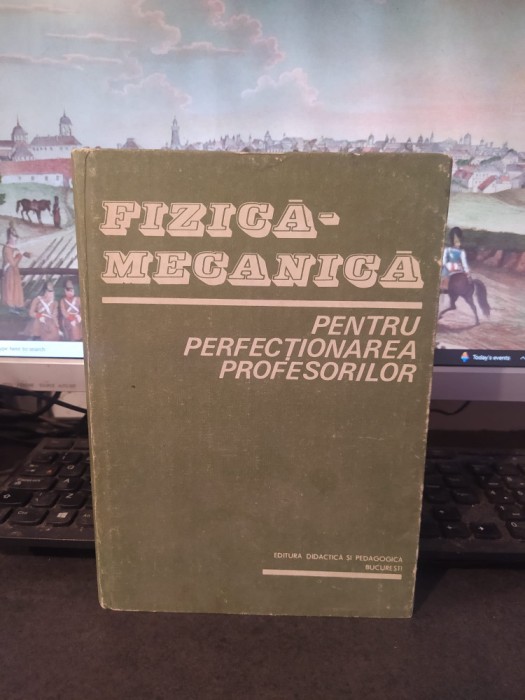 FIZICĂ-
MECANICĂ
PENTRU
PERFECȚIONAREA
PROFESORILOR
EDITURA DIDACTICĂ ȘI PEDAGOGICĂ
BUCUREȘTI
Today's events